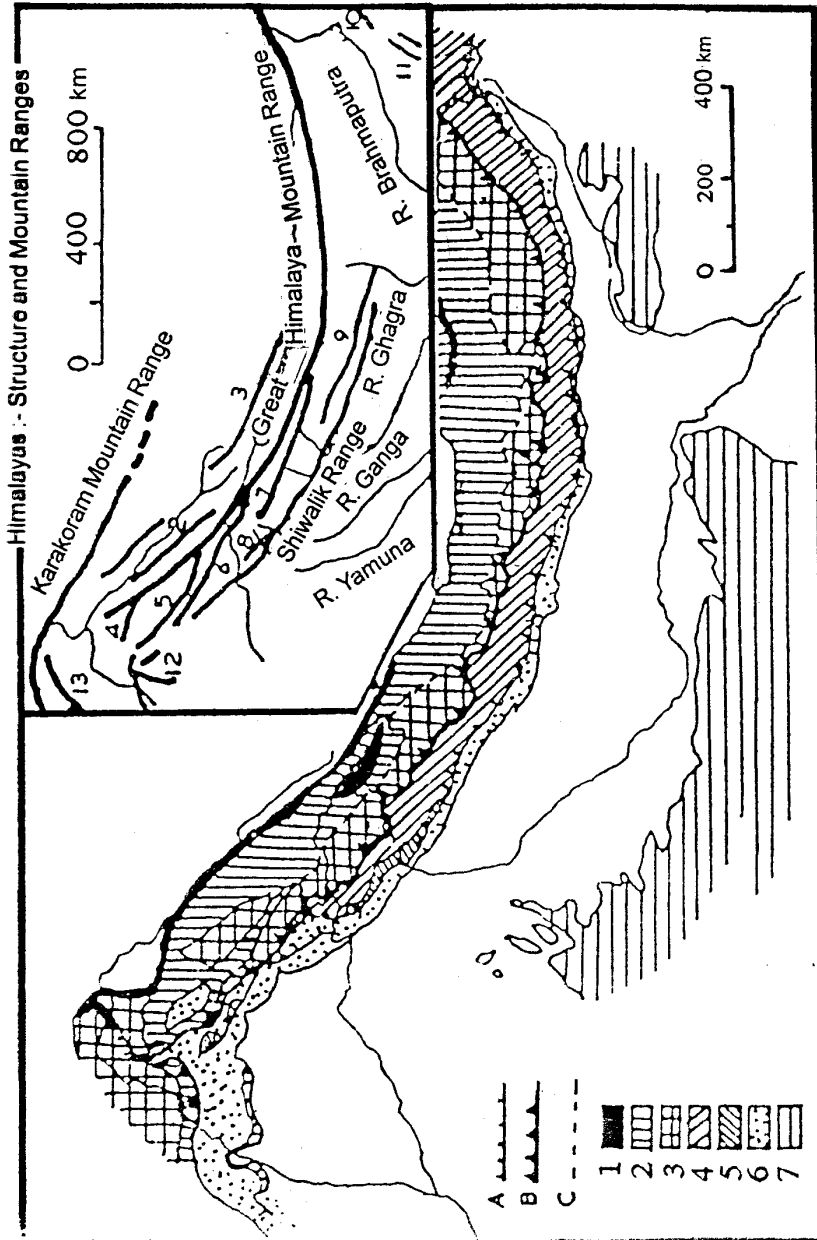 Himalayas :- Structure and Mountain Ranges
0 400 800 km
Karakoram Mountain Range
Great Himalaya Mountain Range
Shiwalik Range
R. Yamuna
R. Ganga
R. Ghagra
R. Brahmaputra
K
3
4
5
6
7
8
9
11
12
13
0 200 400 km
A
B
C
1
2
3
4
5
6
7